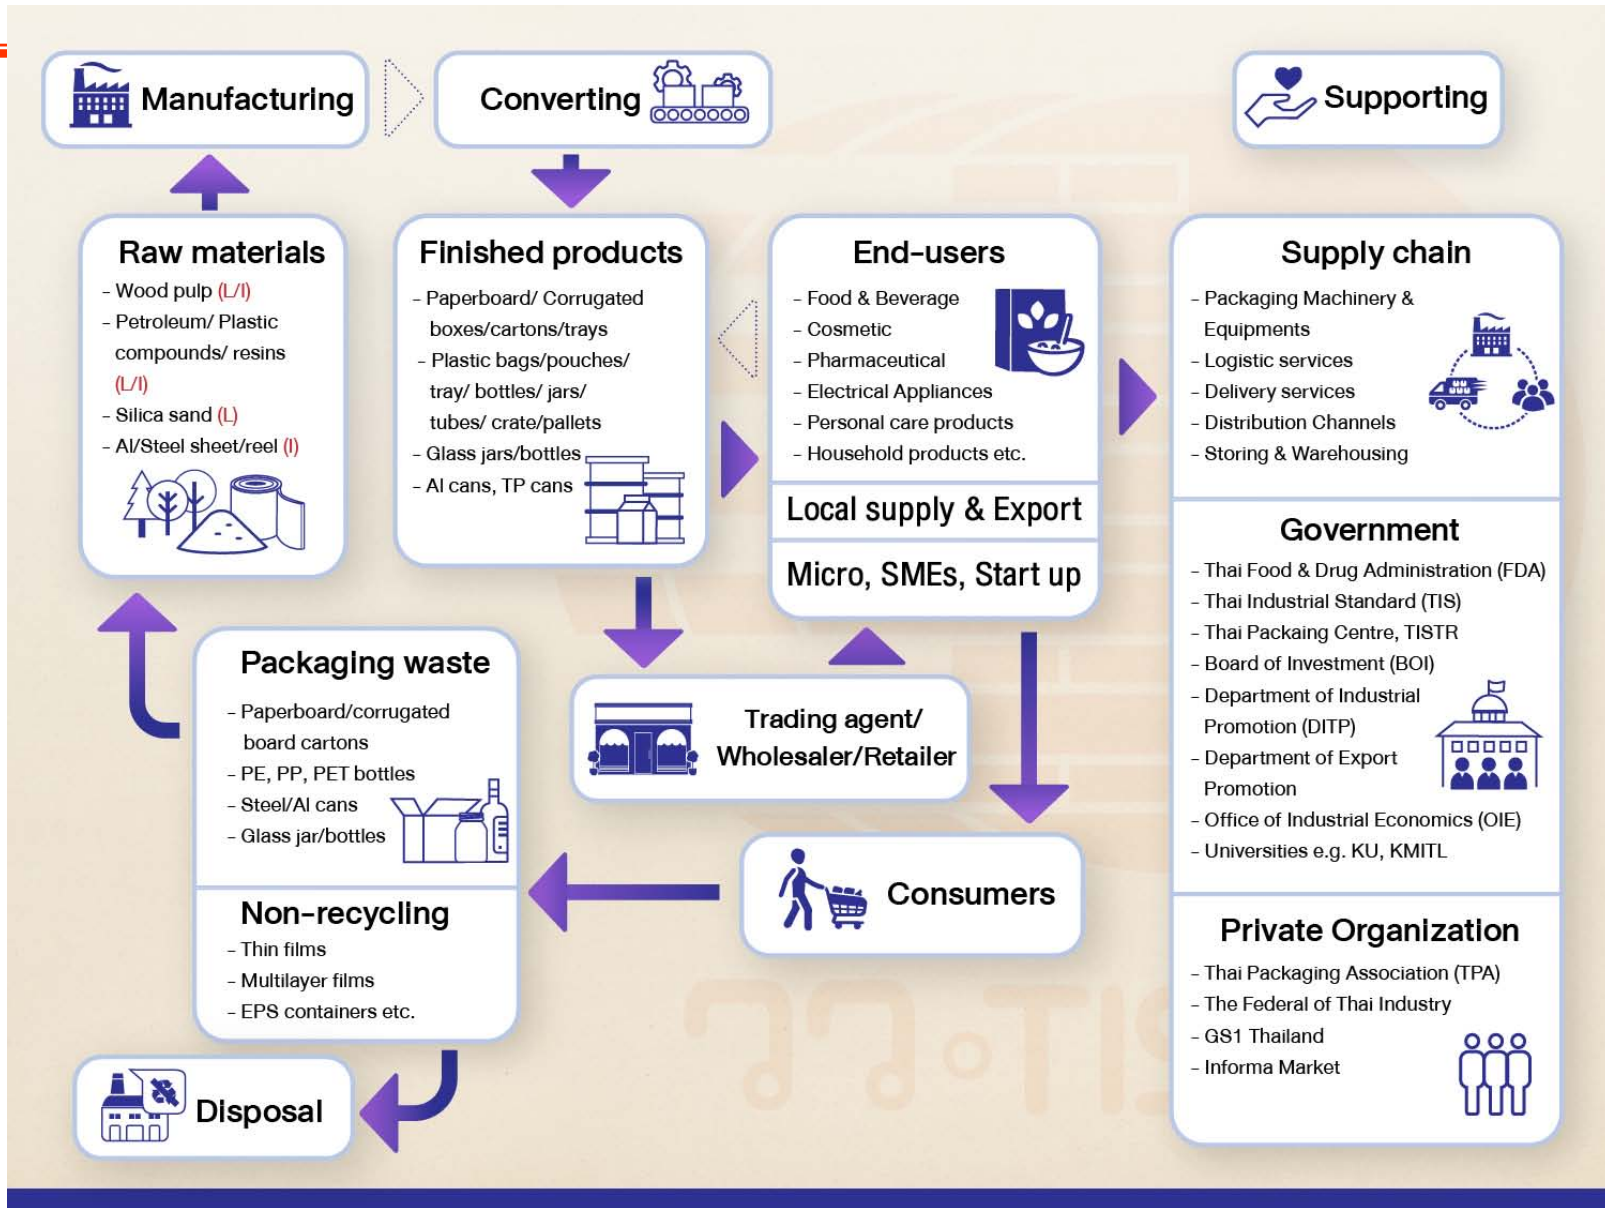 Manufacturing
Converting
Supporting
Raw materials
- Wood pulp (L/I)
- Petroleum/ Plastic
compounds/ resins
(L/I)
- Silica sand (L)
- Al/Steel sheet/reel (I)
Finished products
- Paperboard/ Corrugated
boxes/cartons/trays
- Plastic bags/pouches/
tray/ bottles/ jars/
tubes/ crate/pallets
- Glass jars/bottles
- Al cans, TP cans
End-users
- Food & Beverage
- Cosmetic
- Pharmaceutical
- Electrical Appliances
- Personal care products
- Household products etc.
Local supply & Export
Micro, SMEs, Start up
Supply chain
- Packaging Machinery &
Equipments
- Logistic services
- Delivery services
- Distribution Channels
- Storing & Warehousing
Government
- Thai Food & Drug Administration (FDA)
- Thai Industrial Standard (TIS)
- Thai Packaing Centre, TISTR
- Board of Investment (BOI)
- Department of Industrial
Promotion (DITP)
- Department of Export
Promotion
- Office of Industrial Economics (OIE)
- Universities e.g. KU, KMITL
Private Organization
- Thai Packaging Association (TPA)
- The Federal of Thai Industry
- GS1 Thailand
- Informa Market
Packaging waste
- Paperboard/corrugated
board cartons
- PE, PP, PET bottles
- Steel/Al cans
- Glass jar/bottles
Non-recycling
- Thin films
- Multilayer films
- EPS containers etc.
Trading agent/
Wholesaler/Retailer
Consumers
Disposal
วว. TIS